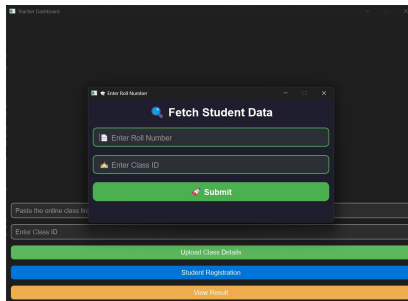 Teacher Dashboard
Enter Roll Number
Fetch Student Data
Enter Roll Number
Enter Class ID
Submit
Paste the online class lin
Enter Class ID
Upload Class Details
Student Registration
View Result